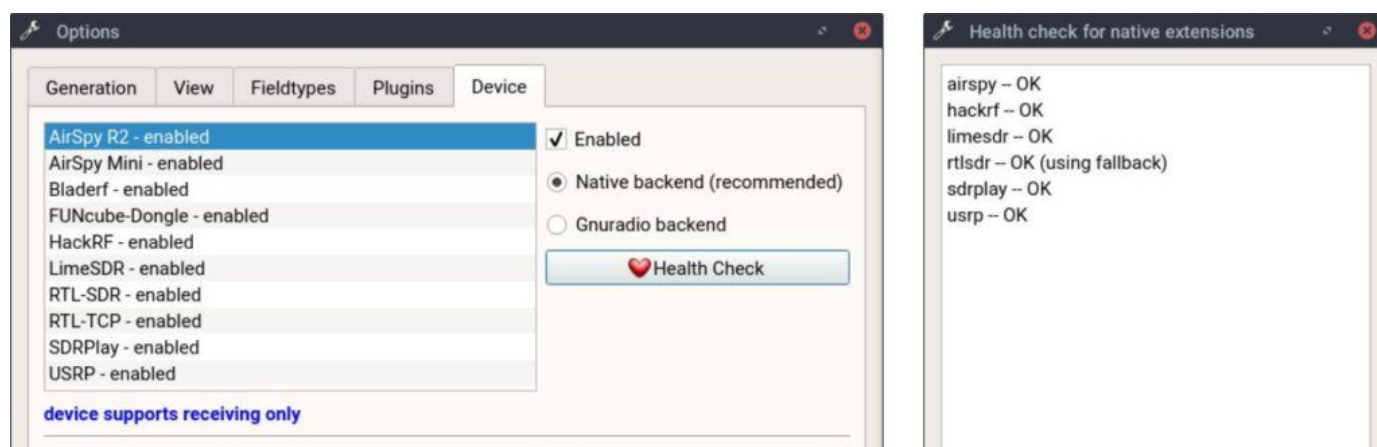 Options
Generation View Fieldtypes Plugins Device
AirSpy R2 - enabled
AirSpy Mini - enabled
Bladerf - enabled
FUNcube-Dongle - enabled
HackRF - enabled
LimeSDR - enabled
RTL-SDR - enabled
RTL-TCP - enabled
SDRPlay - enabled
USRP - enabled
device supports receiving only
Enabled
Native backend (recommended)
Gnuradio backend
Health Check
Health check for native extensions
airspy -- OK
hackrf -- OK
limesdr -- OK
rtlsdr -- OK (using fallback)
sdrplay -- OK
usrp -- OK